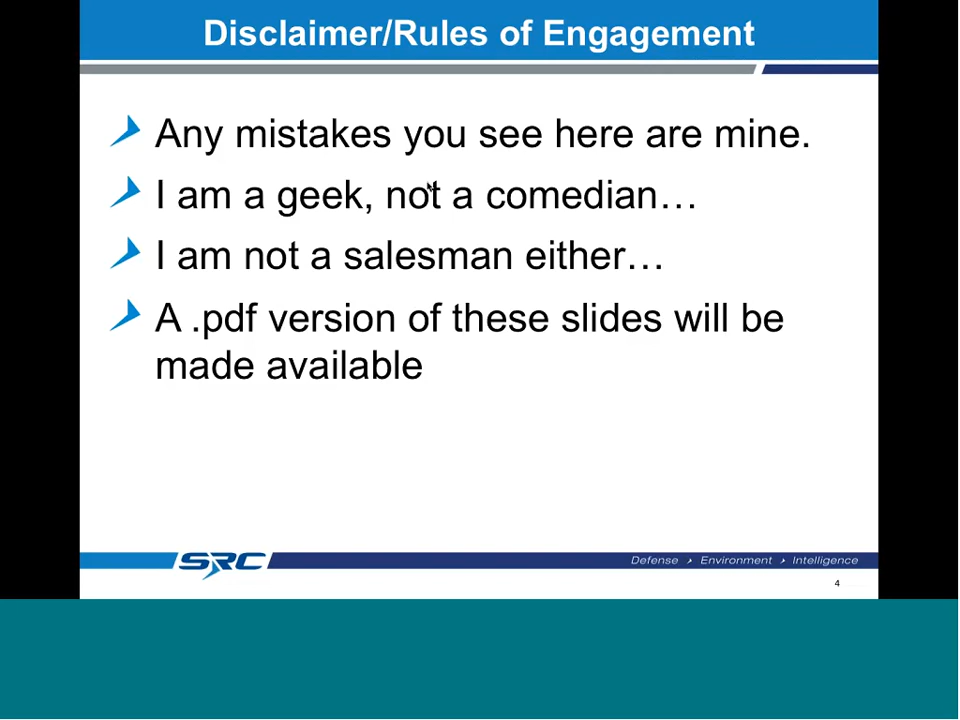 Disclaimer/Rules of Engagement
Any mistakes you see here are mine.
I am a geek, not a comedian…
I am not a salesman either…
A .pdf version of these slides will be
made available
SRC
Defense Environment Intelligence
4